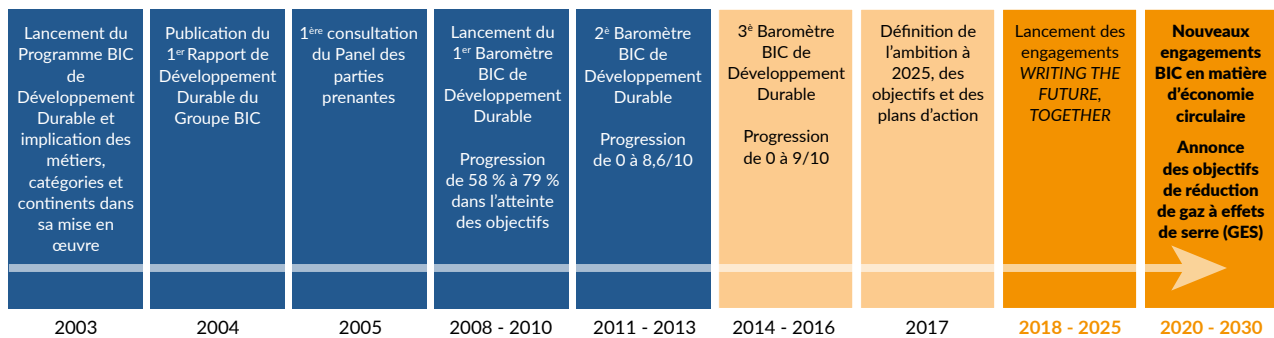 Lancement du
Programme BIC
de
Développement
Durable et
implication des
métiers,
catégories et
continents dans
sa mise en
œuvre
2003
Publication du
1er Rapport de
Développement
Durable du
Groupe BIC
2004
1ère consultation
du Panel des
parties
prenantes
2005
Lancement du
1er Baromètre
BIC de
Développement
Durable
Progression
de 58 % à 79 %
dans l’atteinte
des objectifs
2008 - 2010
2è Baromètre
BIC de
Développement
Durable
Progression
de 0 à 8,6/10
2011 - 2013
3è Baromètre
BIC de
Développement
Durable
Progression
de 0 à 9/10
2014 - 2016
Définition de
l’ambition à
2025, des
objectifs et des
plans d’action
2017
Lancement des
engagements
WRITING THE
FUTURE,
TOGETHER
2018 - 2025
Nouveaux
engagements
BIC en matière
d’économie
circulaire
Annonce
des objectifs
de réduction
de gaz à effets
de serre (GES)
2020 - 2030